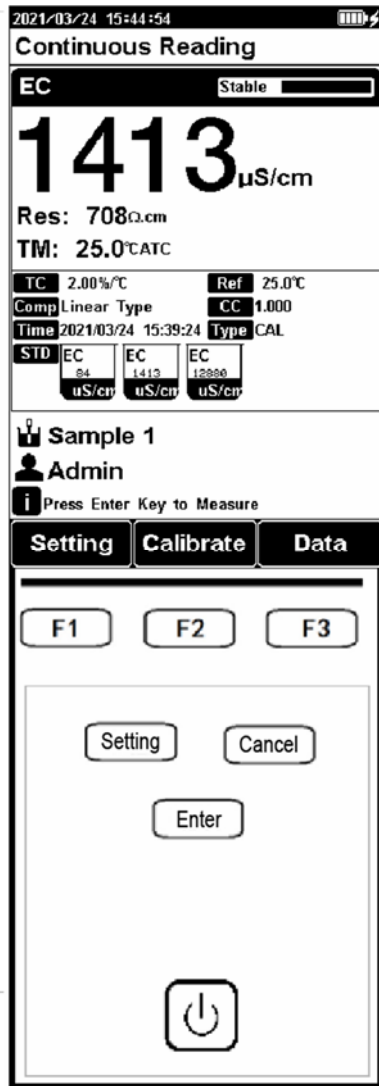 2021/03/24 15:44:54
Continuous Reading
EC Stable
1413 µS/cm
Res: 708Ω.cm
TM: 25.0℃ATC
TC 2.00%/℃ Ref 25.0℃
Comp Linear Type CC 1.000
Time 2021/03/24 15:39:24 Type CAL
STD EC EC EC
84 1413 12880
uS/cm uS/cm uS/cm
Sample 1
Admin
i Press Enter Key to Measure
Setting Calibrate Data
F1 F2 F3
Setting Cancel
Enter